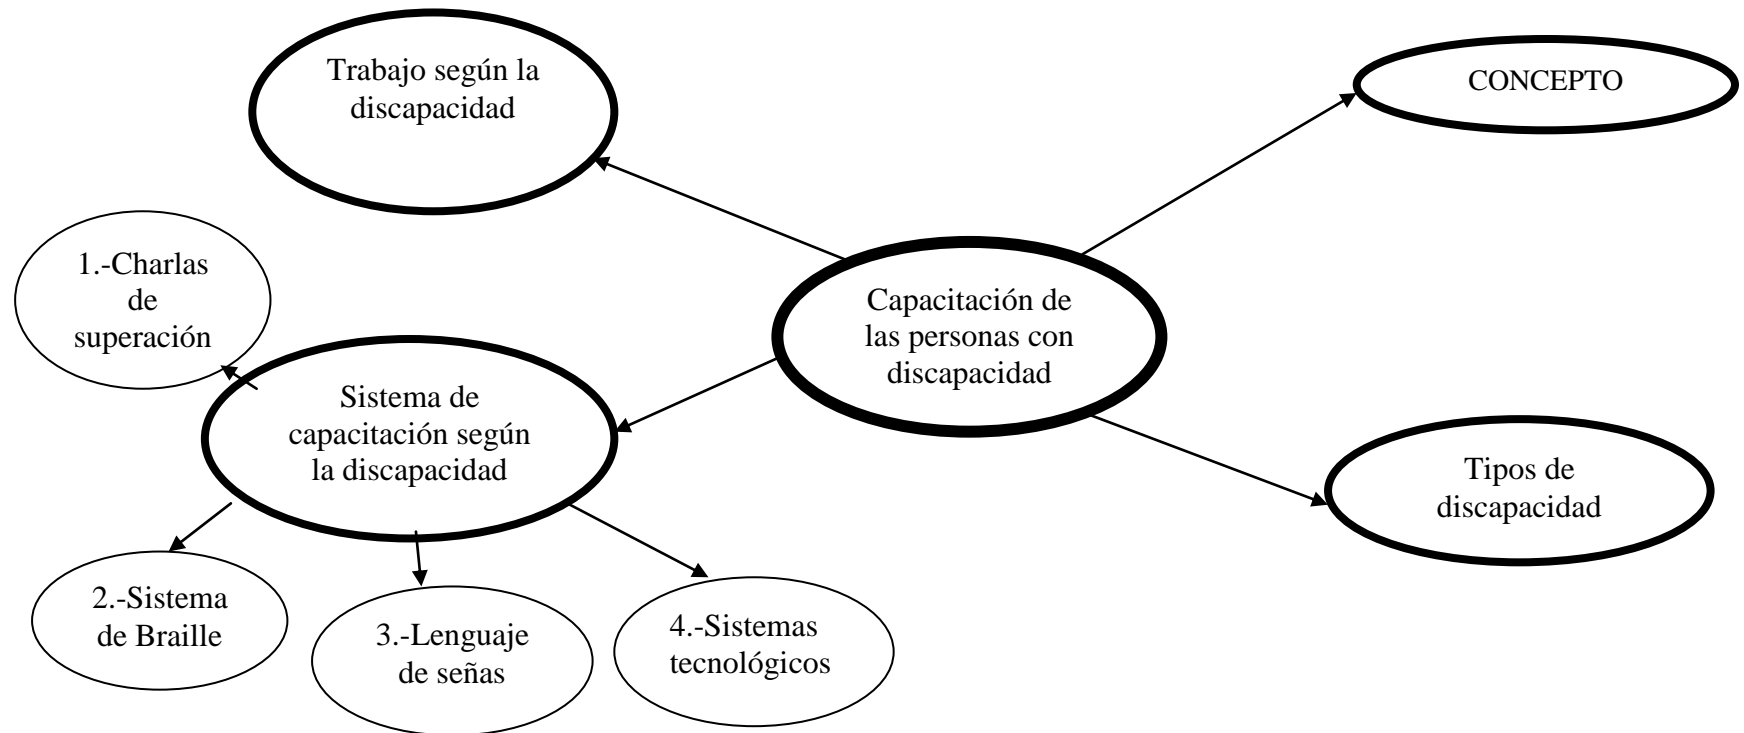 Trabajo según la
discapacidad
CONCEPTO
1.-Charlas
de
superación
Capacitación de
las personas con
discapacidad
Sistema de
capacitación según
la discapacidad
Tipos de
discapacidad
2.-Sistema
de Braille
3.-Lenguaje
de señas
4.-Sistemas
tecnológicos